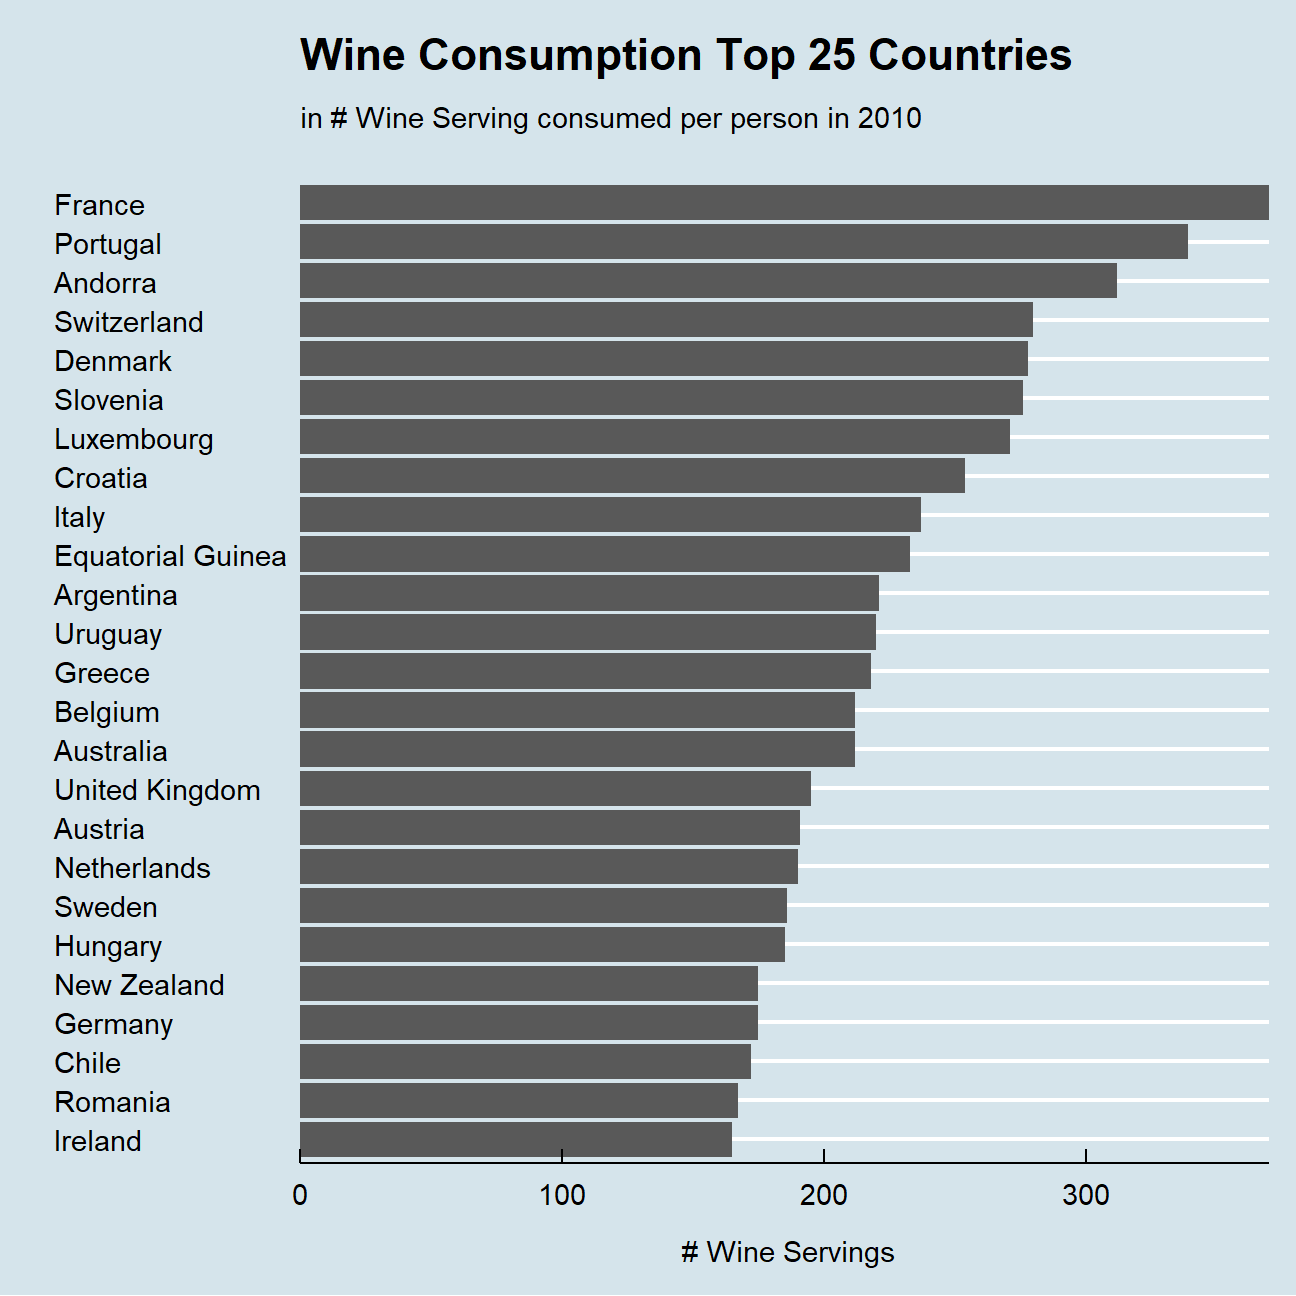 Wine Consumption Top 25 Countries
in # Wine Serving consumed per person in 2010
France
Portugal
Andorra
Switzerland
Denmark
Slovenia
Luxembourg
Croatia
Italy
Equatorial Guinea
Argentina
Uruguay
Greece
Belgium
Australia
United Kingdom
Austria
Netherlands
Sweden
Hungary
New Zealand
Germany
Chile
Romania
Ireland
0 100 200 300
# Wine Servings